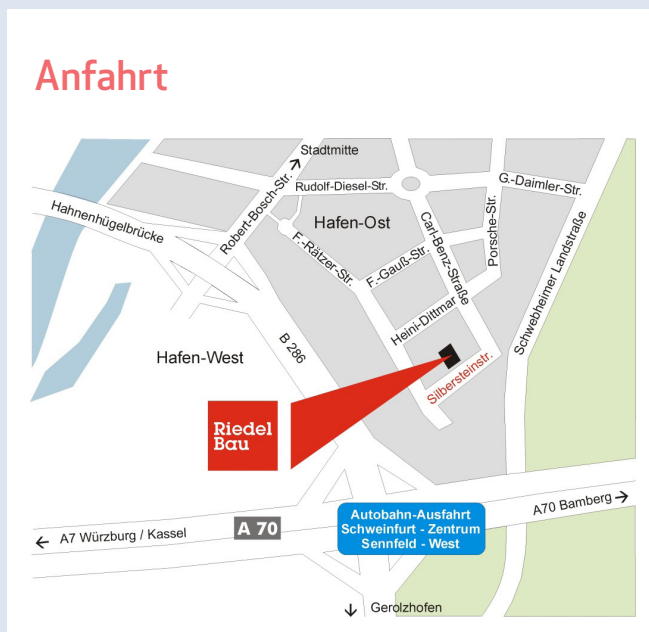 Anfahrt
Stadtmitte
Rudolf-Diesel-Str.
G.-Daimler-Str.
Robert-Bosch-Str.
Hahnenhügelbrücke
Hafen-Ost
Carl-Benz-Straße
Porsche-Str.
F.-Rätzer-Str.
F.-Gauß-Str.
Schwebheimer Landstraße
Heini-Dittmar
B 286
Hafen-West
Silbersteinstr.
Riedel
Bau
A70 Bamberg
Autobahn-Ausfahrt
Schweinfurt - Zentrum
Sennfeld - West
A 70
A7 Würzburg / Kassel
Gerolzhofen